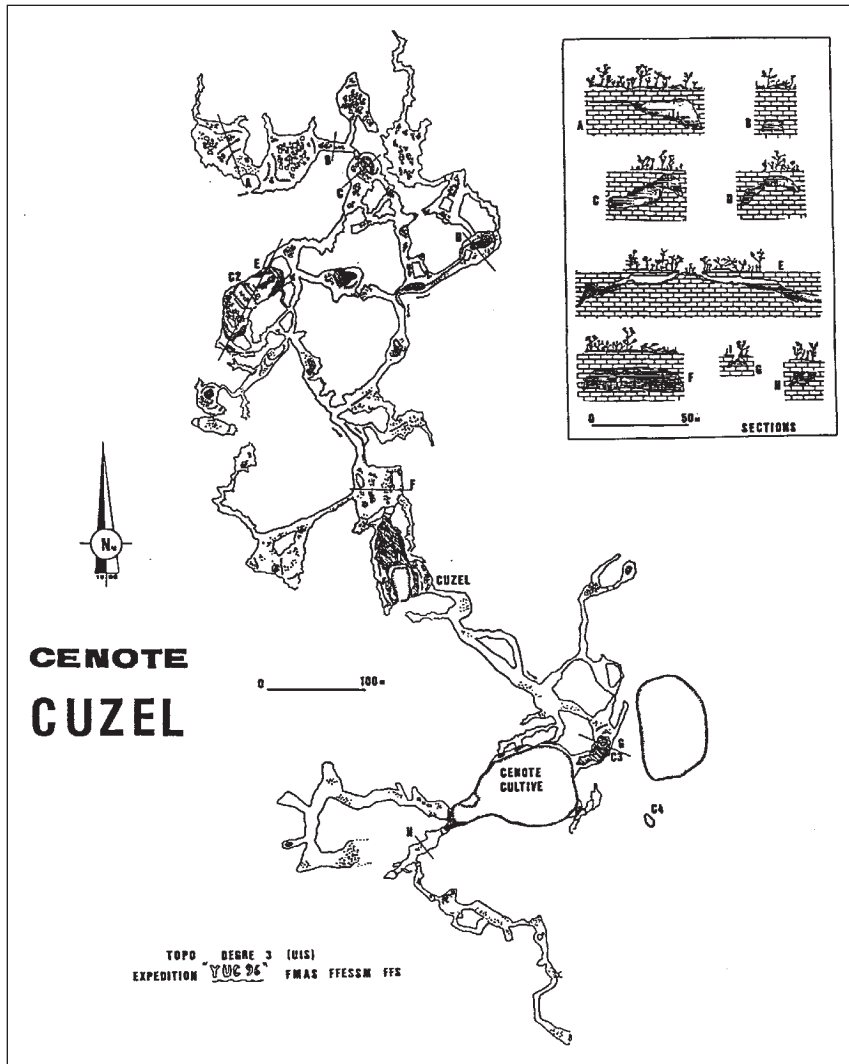 A
B
C
D
E
F
G
H
0 50m
SECTIONS
A
B
C
D
E
C2
F
CUZEL
CENOTE
CUZEL
0 100m
G
C3
CENOTE
CULTIVE
C4
H
TOPO DEGRE 3 (UIS)
EXPEDITION "YUC 96" FMAS FFESSM FFS